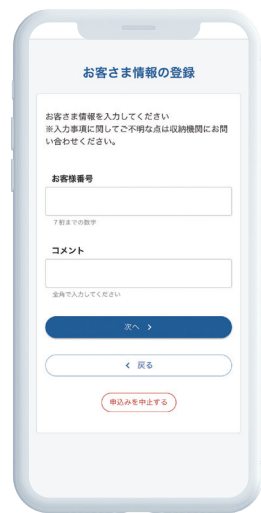 お客さま情報の登録
お客さま情報を入力してください
※入力事項に関してご不明な点は収納機関にお問
い合わせください。
お客様番号
7桁までの数字
コメント
全角で入力してください
次へ >
< 戻る
申込みを中止する